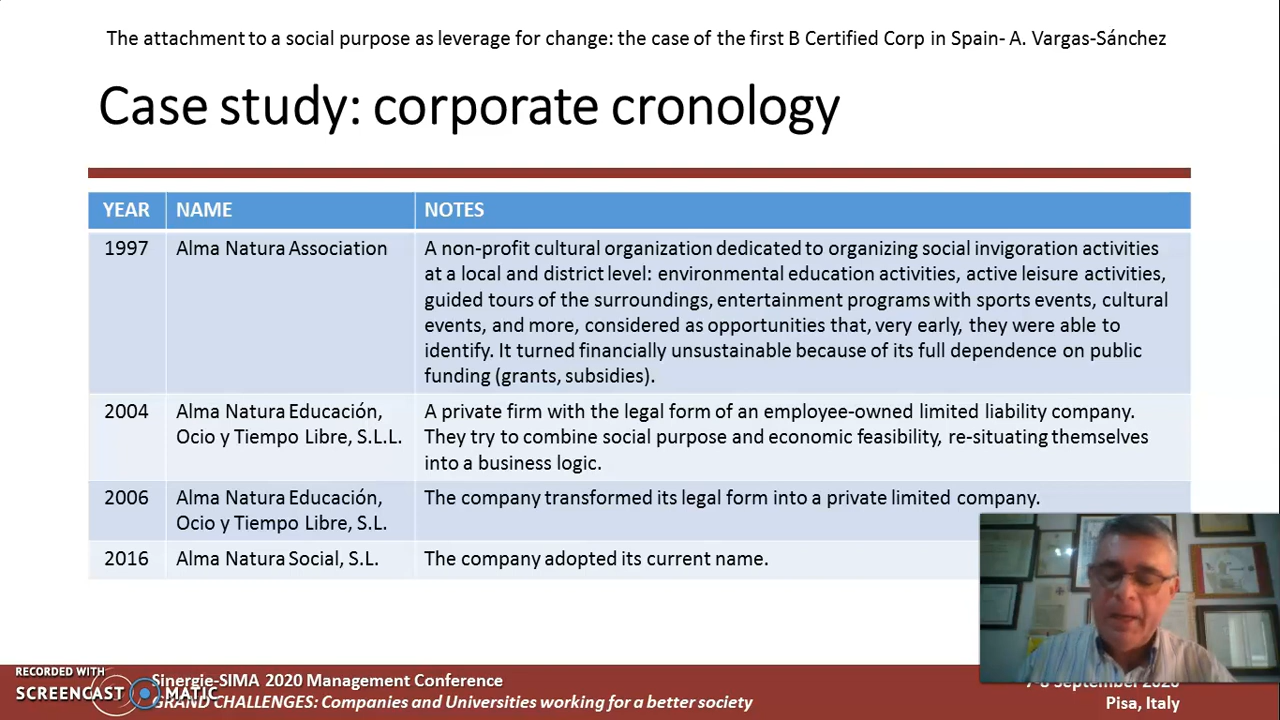 The attachment to a social purpose as leverage for change: the case of the first B Certified Corp in Spain- A. Vargas-Sánchez
Case study: corporate cronology
YEAR NAME NOTES
1997 Alma Natura Association A non-profit cultural organization dedicated to organizing social invigoration activities
at a local and district level: environmental education activities, active leisure activities,
guided tours of the surroundings, entertainment programs with sports events, cultural
events, and more, considered as opportunities that, very early, they were able to
identify. It turned financially unsustainable because of its full dependence on public
funding (grants, subsidies).
2004 Alma Natura Educación, A private firm with the legal form of an employee-owned limited liability company.
Ocio y Tiempo Libre, S.L.L. They try to combine social purpose and economic feasibility, re-situating themselves
into a business logic.
2006 Alma Natura Educación, The company transformed its legal form into a private limited company.
Ocio y Tiempo Libre, S.L.
2016 Alma Natura Social, S.L. The company adopted its current name.
RECORDED WITH
SCREENCAST MATIC
Sinergie-SIMA 2020 Management Conference
GRAND CHALLENGES: Companies and Universities working for a better society
September 2020
Pisa, Italy